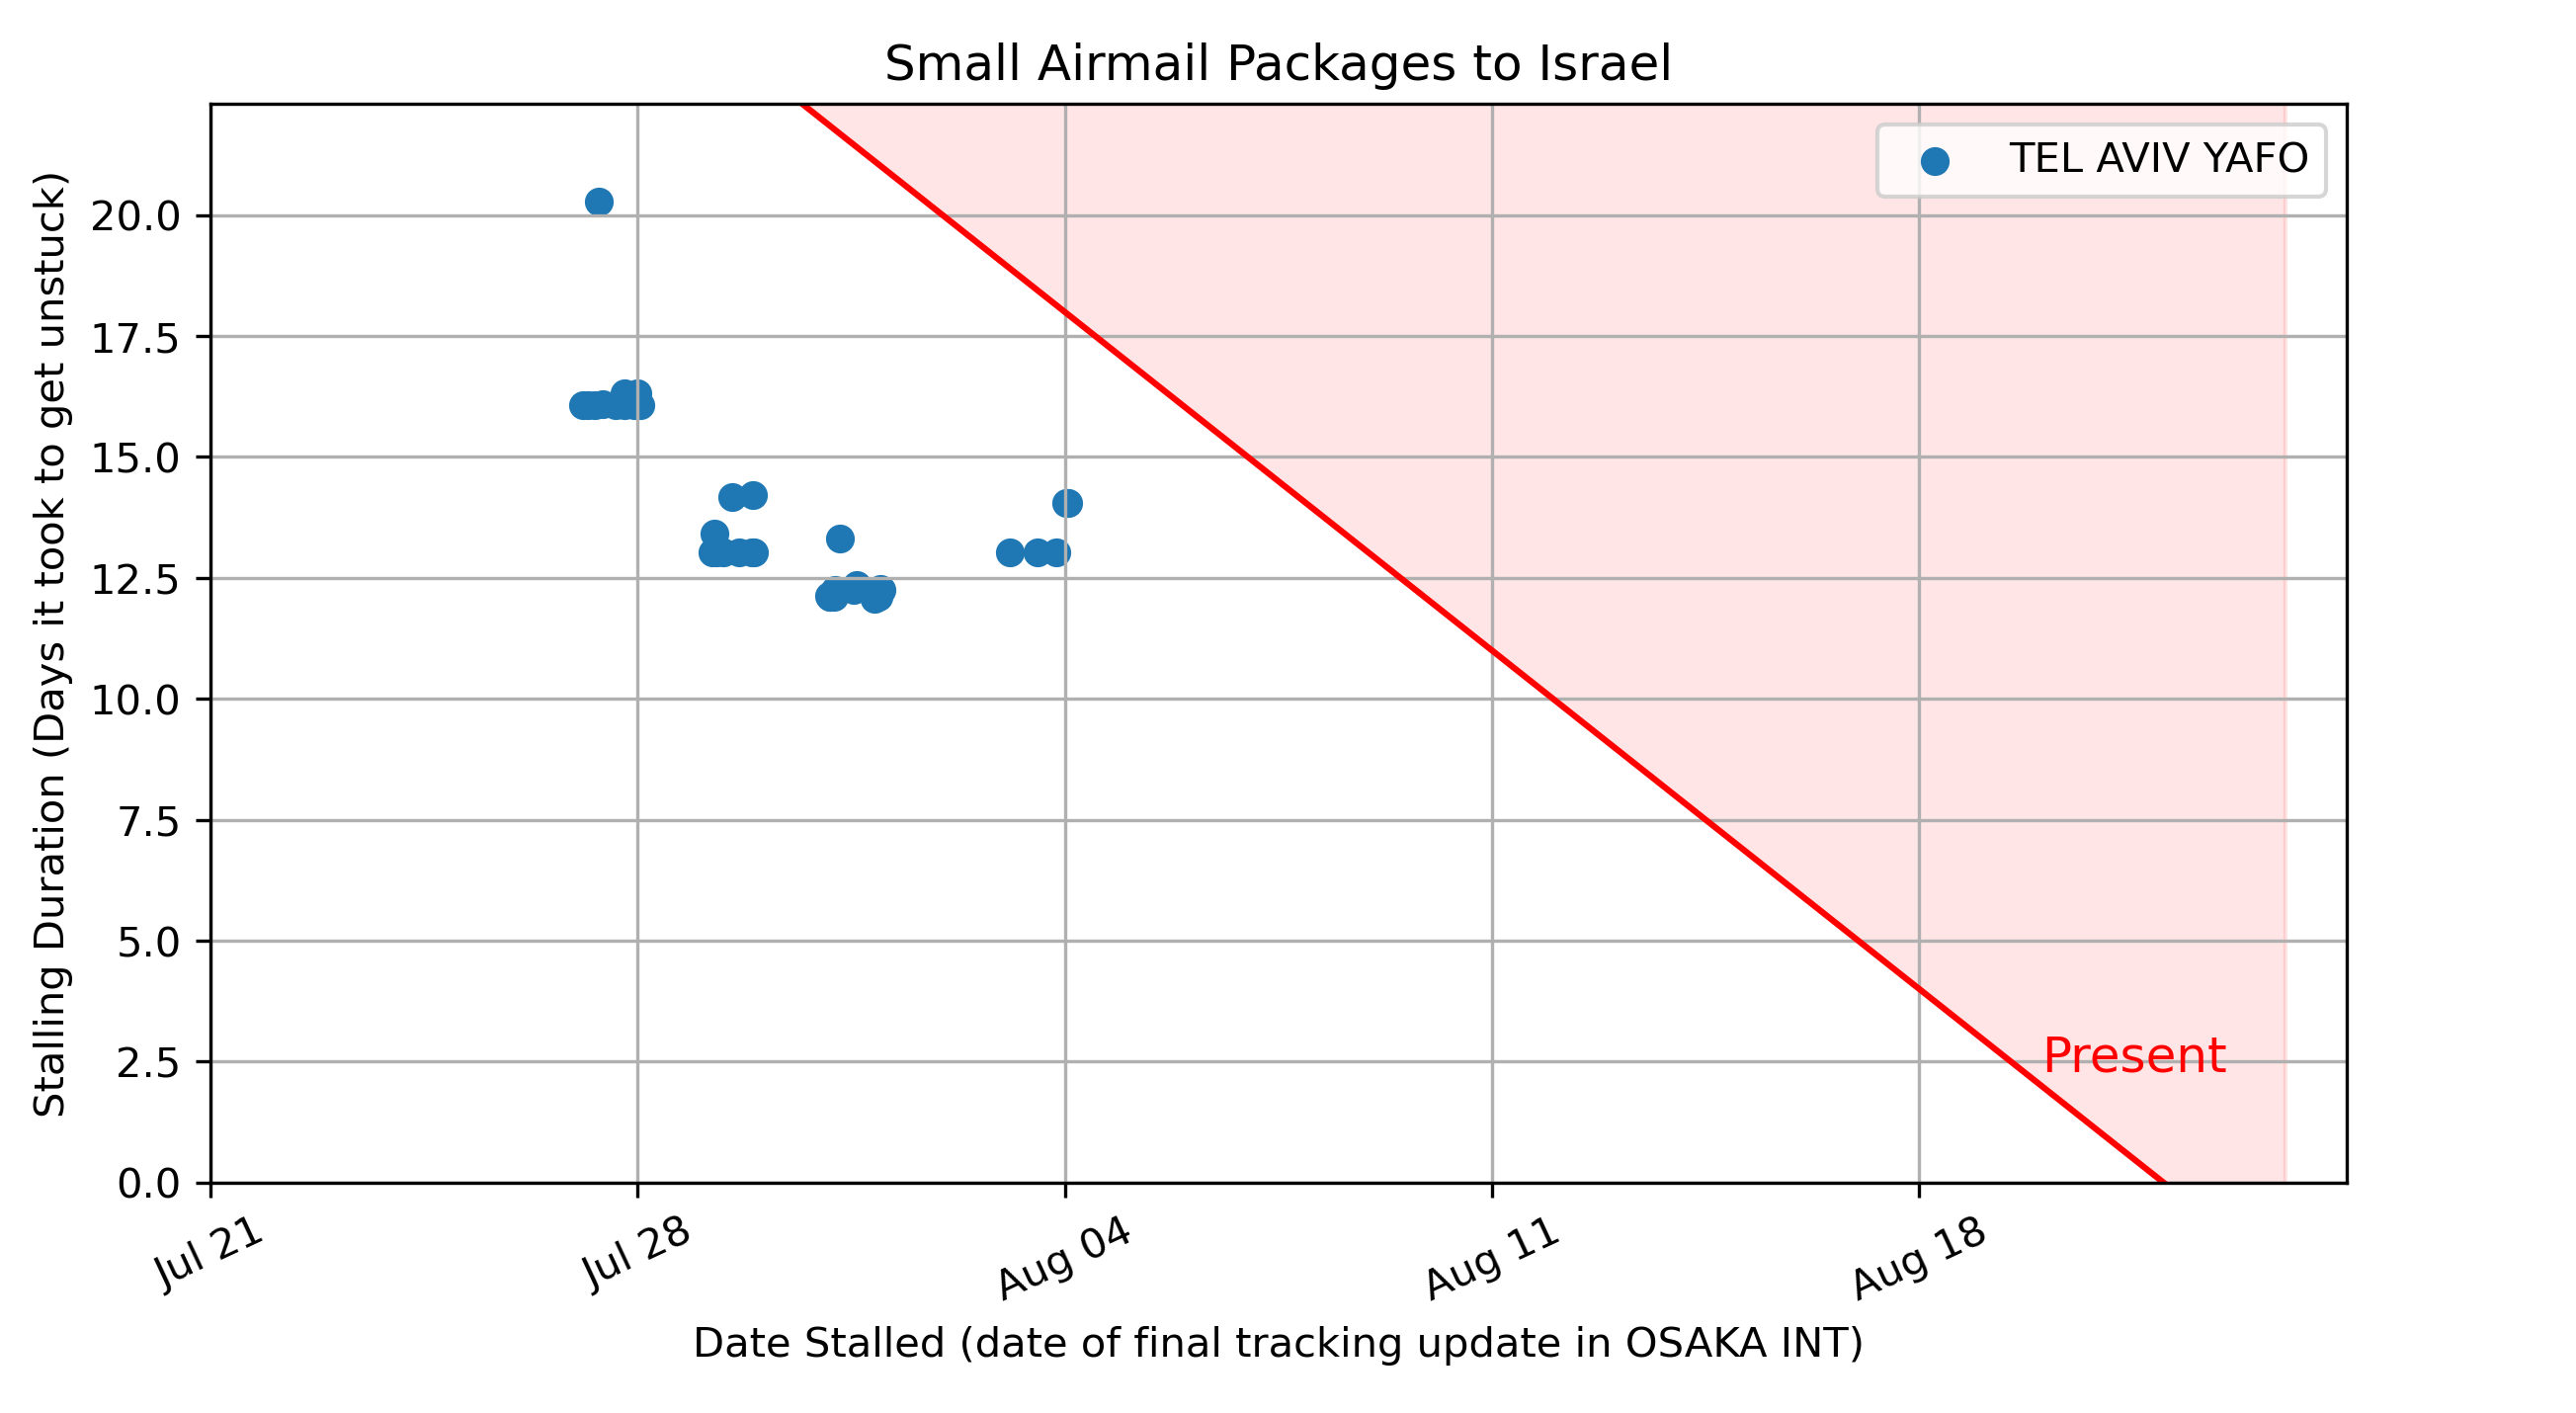 Small Airmail Packages to Israel
TEL AVIV YAFO
Stalling Duration (Days it took to get unstuck)
20.0
17.5
15.0
12.5
10.0
7.5
5.0
2.5
0.0
Present
Jul 21
Jul 28
Aug 04
Aug 11
Aug 18
Date Stalled (date of final tracking update in OSAKA INT)